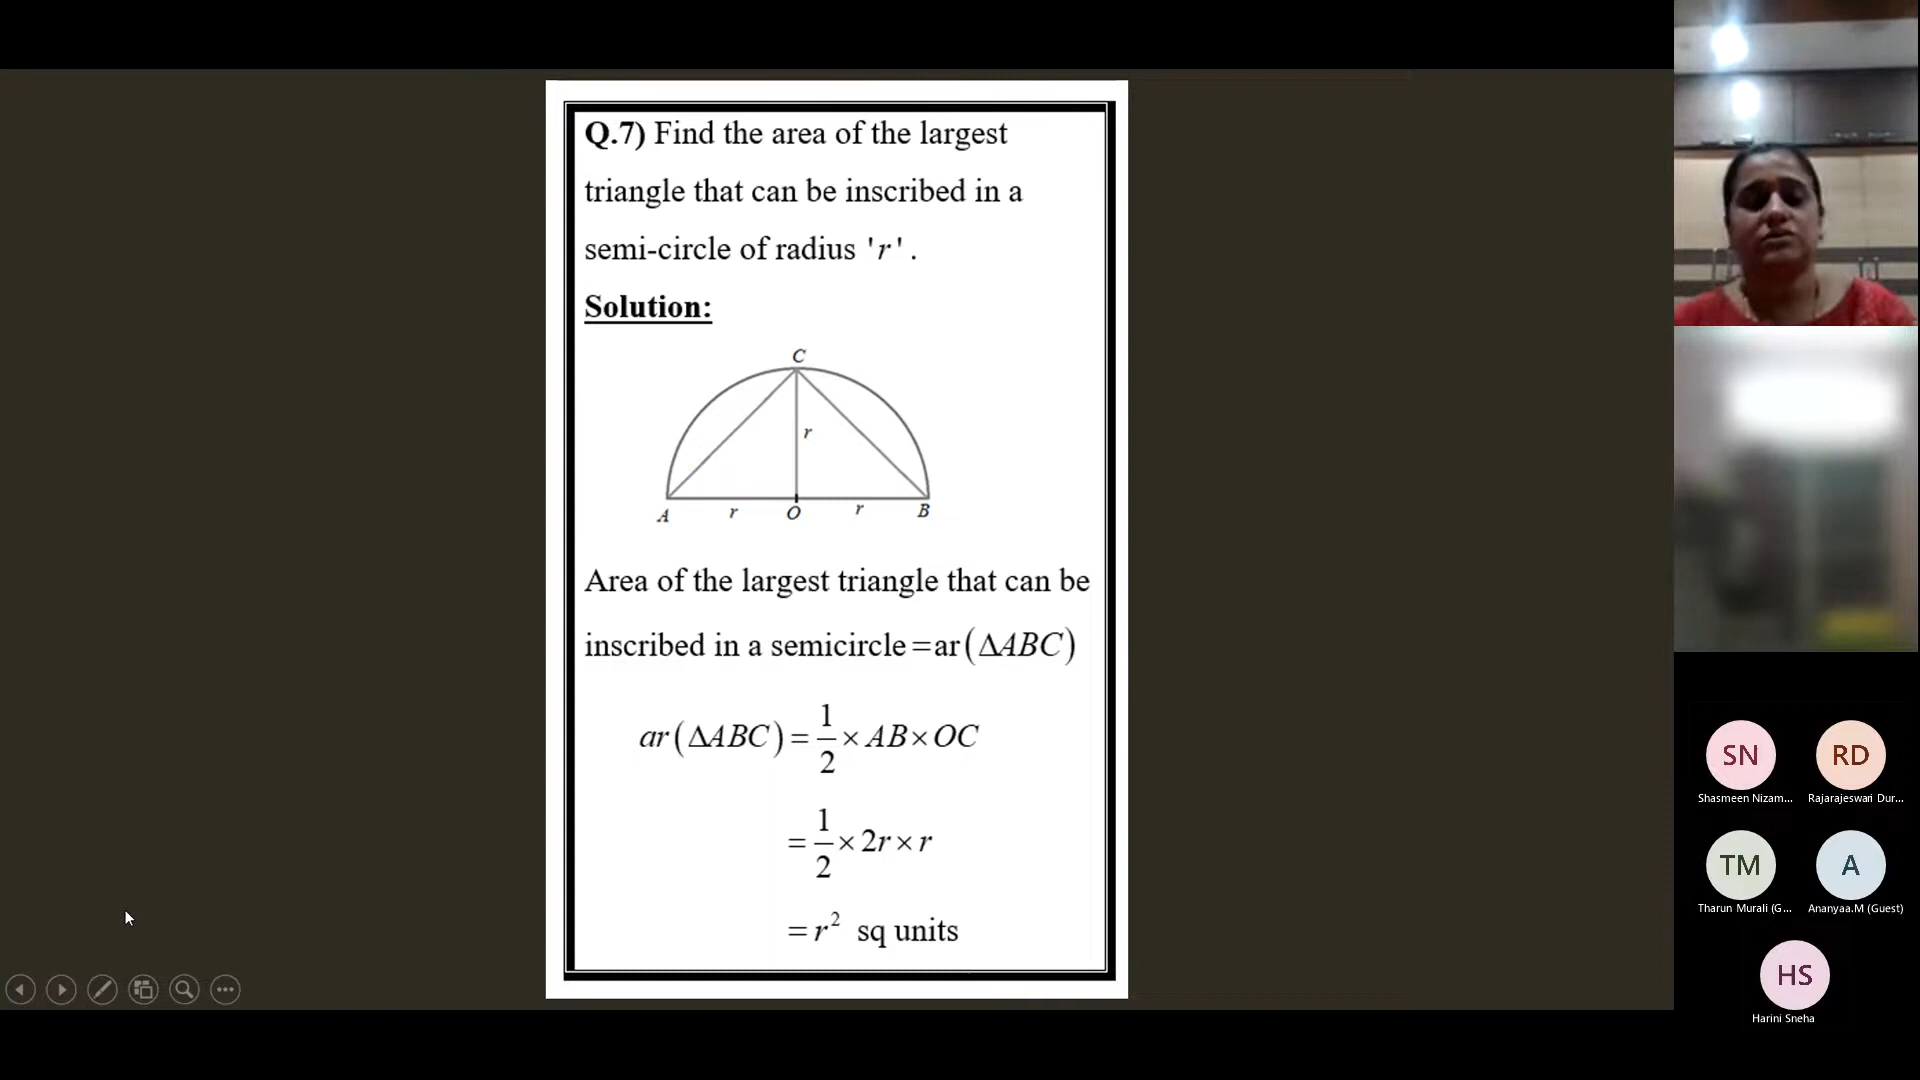 Q.7) Find the area of the largest
triangle that can be inscribed in a
semi-circle of radius 'r'.
Solution:
C
r
A r O r B
Area of the largest triangle that can be
inscribed in a semicircle=ar(ΔABC)
ar(ΔABC)=1/2×AB×OC
=1/2×2r×r
=r² sq units
SN RD
Shasmeen Nizam... Rajarajeswari Dur...
TM A
Tharun Murali (G... Ananyaa.M (Guest)
HS
Harini Sneha